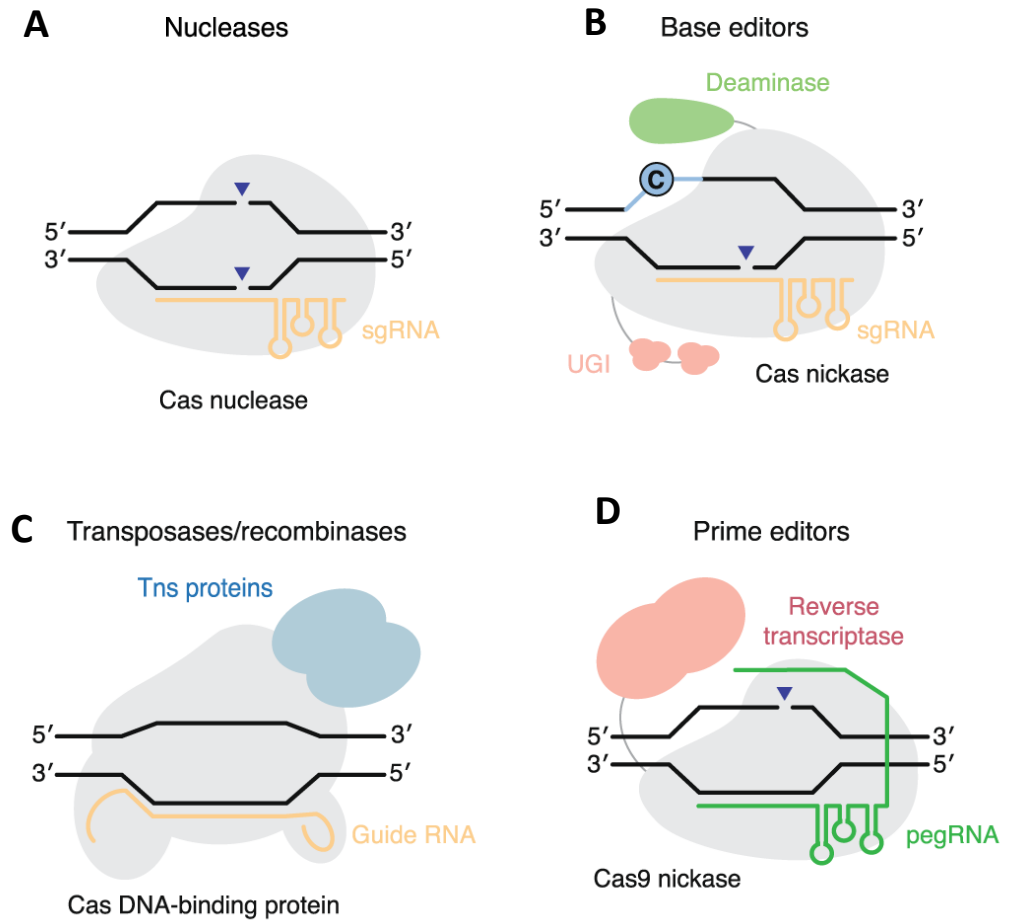 A
Nucleases
5′
3′
3′
5′
sgRNA
Cas nuclease
B
Base editors
Deaminase
C
5′
3′
3′
5′
sgRNA
UGI
Cas nickase
C
Transposases/recombinases
Tns proteins
5′
3′
3′
5′
Guide RNA
Cas DNA-binding protein
D
Prime editors
Reverse
transcriptase
5′
3′
3′
5′
pegRNA
Cas9 nickase